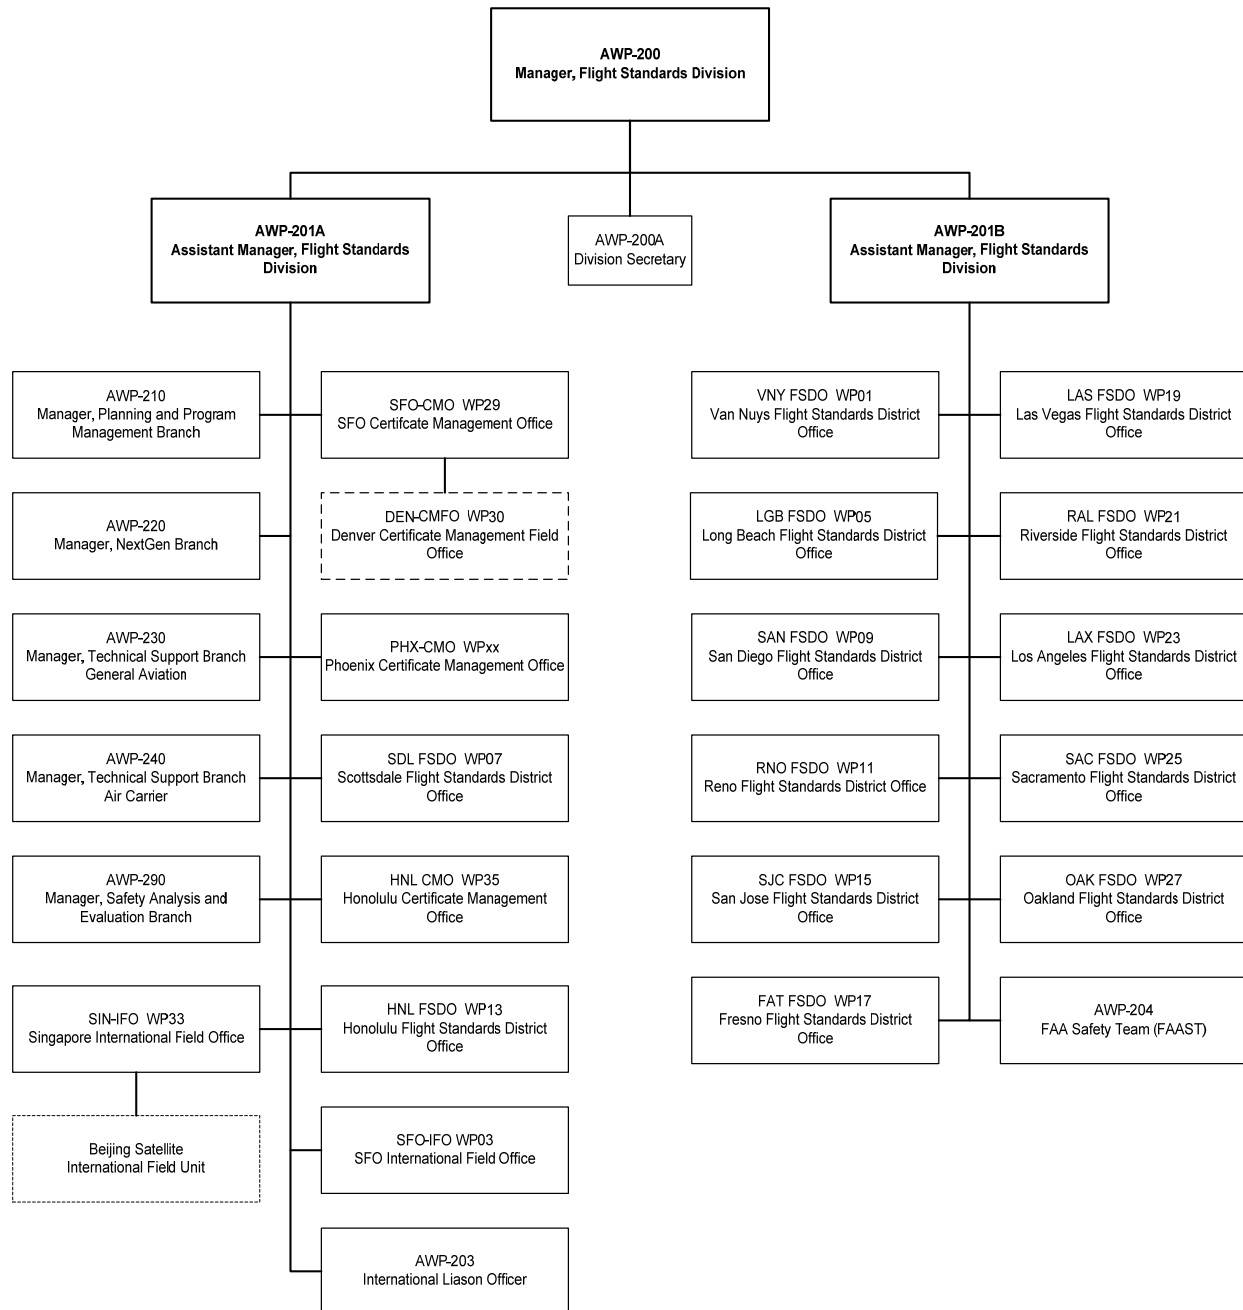 AWP-200
Manager, Flight Standards Division
AWP-201A
Assistant Manager, Flight Standards
Division
AWP-200A
Division Secretary
AWP-201B
Assistant Manager, Flight Standards
Division
AWP-210
Manager, Planning and Program
Management Branch
SFO-CMO WP29
SFO Certifcate Management Office
VNY FSDO WP01
Van Nuys Flight Standards District
Office
LAS FSDO WP19
Las Vegas Flight Standards District
Office
AWP-220
Manager, NextGen Branch
DEN-CMFO WP30
Denver Certificate Management Field
Office
LGB FSDO WP05
Long Beach Flight Standards District
Office
RAL FSDO WP21
Riverside Flight Standards District
Office
AWP-230
Manager, Technical Support Branch
General Aviation
PHX-CMO WPxx
Phoenix Certificate Management Office
SAN FSDO WP09
San Diego Flight Standards District
Office
LAX FSDO WP23
Los Angeles Flight Standards District
Office
AWP-240
Manager, Technical Support Branch
Air Carrier
SDL FSDO WP07
Scottsdale Flight Standards District
Office
RNO FSDO WP11
Reno Flight Standards District Office
SAC FSDO WP25
Sacramento Flight Standards District
Office
AWP-290
Manager, Safety Analysis and
Evaluation Branch
HNL CMO WP35
Honolulu Certificate Management
Office
SJC FSDO WP15
San Jose Flight Standards District
Office
OAK FSDO WP27
Oakland Flight Standards District
Office
SIN-IFO WP33
Singapore International Field Office
HNL FSDO WP13
Honolulu Flight Standards District
Office
FAT FSDO WP17
Fresno Flight Standards District
Office
AWP-204
FAA Safety Team (FAAST)
Beijing Satellite
International Field Unit
SFO-IFO WP03
SFO International Field Office
AWP-203
International Liason Officer